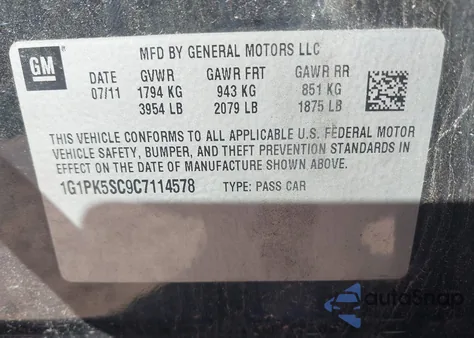 GM
MFD BY GENERAL MOTORS LLC
DATE GVWR GAWR FRT GAWR RR
07/11 1794 KG 943 KG 851 KG
3954 LB 2079 LB 1875 LB
THIS VEHICLE CONFORMS TO ALL APPLICABLE U.S. FEDERAL MOTOR
VEHICLE SAFETY, BUMPER, AND THEFT PREVENTION STANDARDS
IN EFFECT ON THE DATE OF MANUFACTURE SHOWN ABOVE.
1G1PK5SC9C7114578 TYPE: PASS CAR
autoSnap